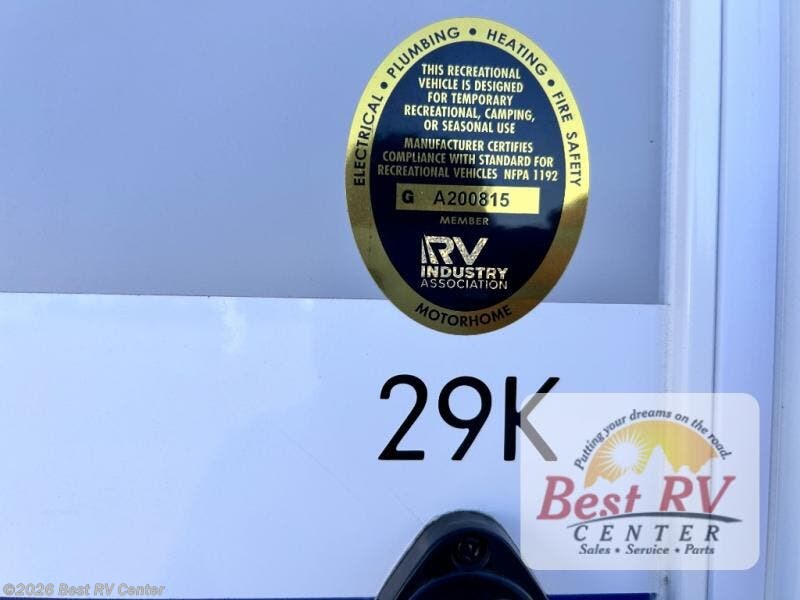 ELECTRICAL • PLUMBING • HEATING • FIRE SAFETY
THIS RECREATIONAL
VEHICLE IS DESIGNED
FOR TEMPORARY
RECREATIONAL, CAMPING,
OR SEASONAL USE
MANUFACTURER CERTIFIES
COMPLIANCE WITH STANDARD FOR
RECREATIONAL VEHICLES NFPA 1192
G A200815
MEMBER
RV
INDUSTRY
ASSOCIATION
MOTORHOME
29K
Putting your dreams on the road.
Best RV
CENTER
Sales • Service • Parts
©2026 Best RV Center